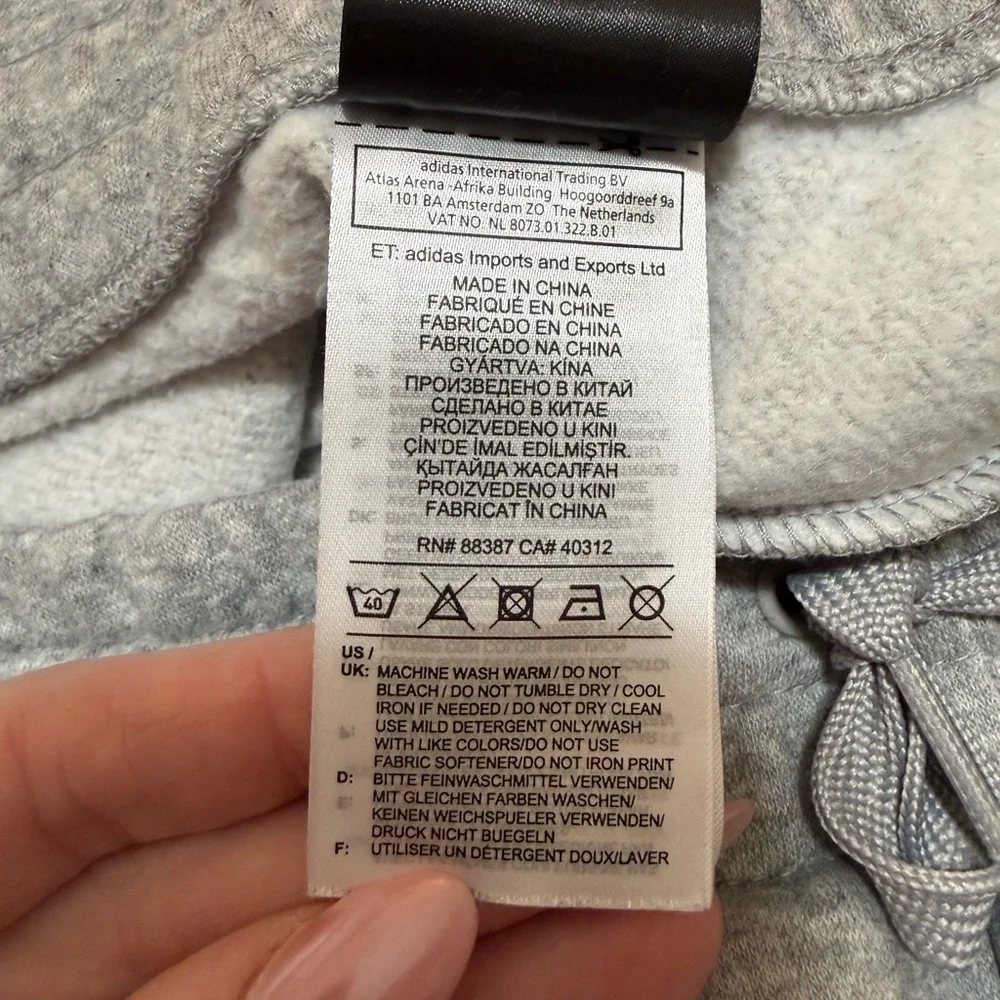 adidas International Trading BV
Atlas Arena -Afrika Building Hoogoorddreef 9a
1101 BA Amsterdam ZO The Netherlands
VAT NO. NL 8073.01.322.B.01
ET: adidas Imports and Exports Ltd
MADE IN CHINA
FABRIQUÉ EN CHINE
FABRICADO EN CHINA
FABRICADO NA CHINA
GYÁRTVA: KÍNA
ПРОИЗВЕДЕНО В КИТАЙ
СДЕЛАНО В КИТАЕ
PROIZVEDENO U KINI
ÇİN'DE İMAL EDİLMİŞTİR.
ҚЫТАЙДА ЖАСАЛҒАН
PROIZVEDENO U KINI
FABRICAT ÎN CHINA
RN# 88387 CA# 40312
40
US /
UK: MACHINE WASH WARM / DO NOT
BLEACH / DO NOT TUMBLE DRY / COOL
IRON IF NEEDED / DO NOT DRY CLEAN
USE MILD DETERGENT ONLY/WASH
WITH LIKE COLORS/DO NOT USE
FABRIC SOFTENER/DO NOT IRON PRINT
D: BITTE FEINWASCHMITTEL VERWENDEN/
MIT GLEICHEN FARBEN WASCHEN/
KEINEN WEICHSPUELER VERWENDEN/
DRUCK NICHT BUEGELN
F: UTILISER UN DÉTERGENT DOUX/LAVER